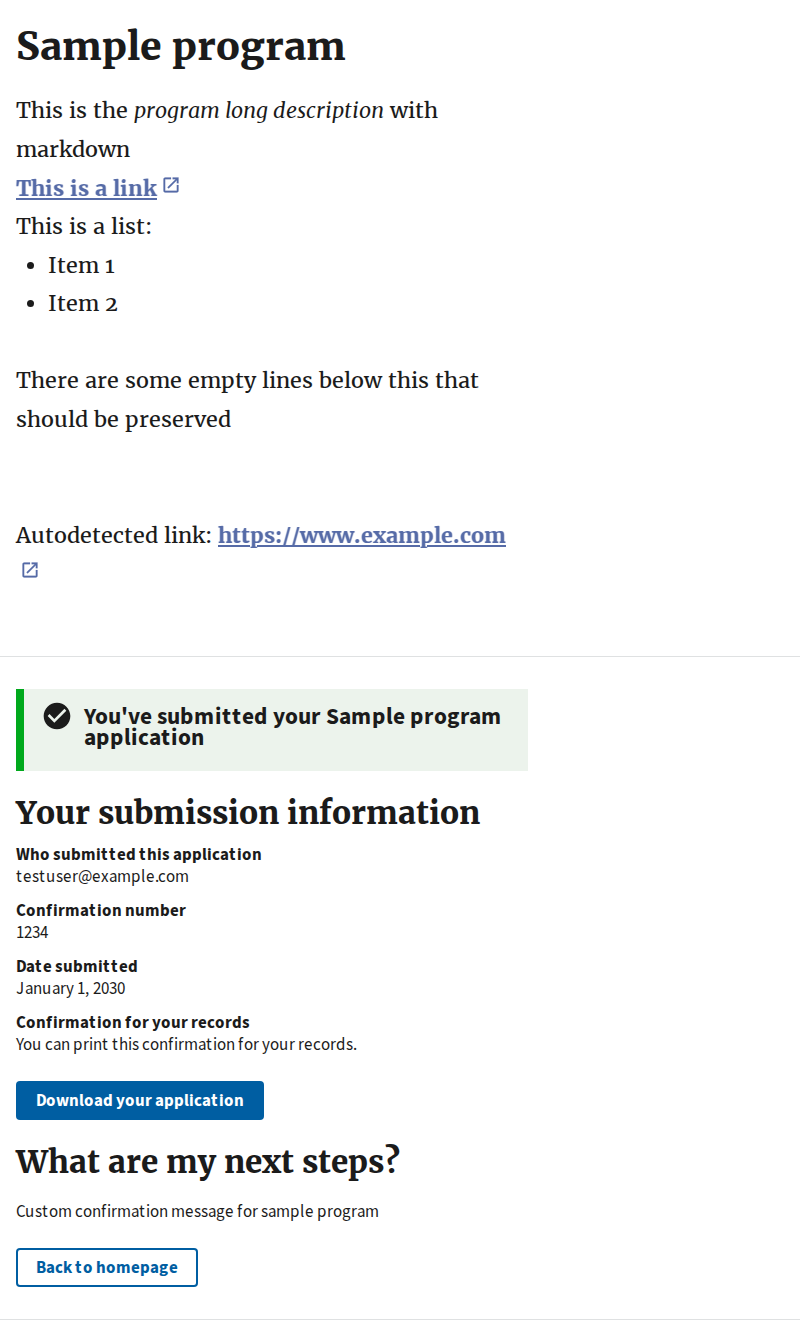 Sample program
This is the program long description with
markdown
This is a link
This is a list:
• Item 1
• Item 2
There are some empty lines below this that
should be preserved
Autodetected link: https://www.example.com
You've submitted your Sample program
application
Your submission information
Who submitted this application
testuser@example.com
Confirmation number
1234
Date submitted
January 1, 2030
Confirmation for your records
You can print this confirmation for your records.
Download your application
What are my next steps?
Custom confirmation message for sample program
Back to homepage